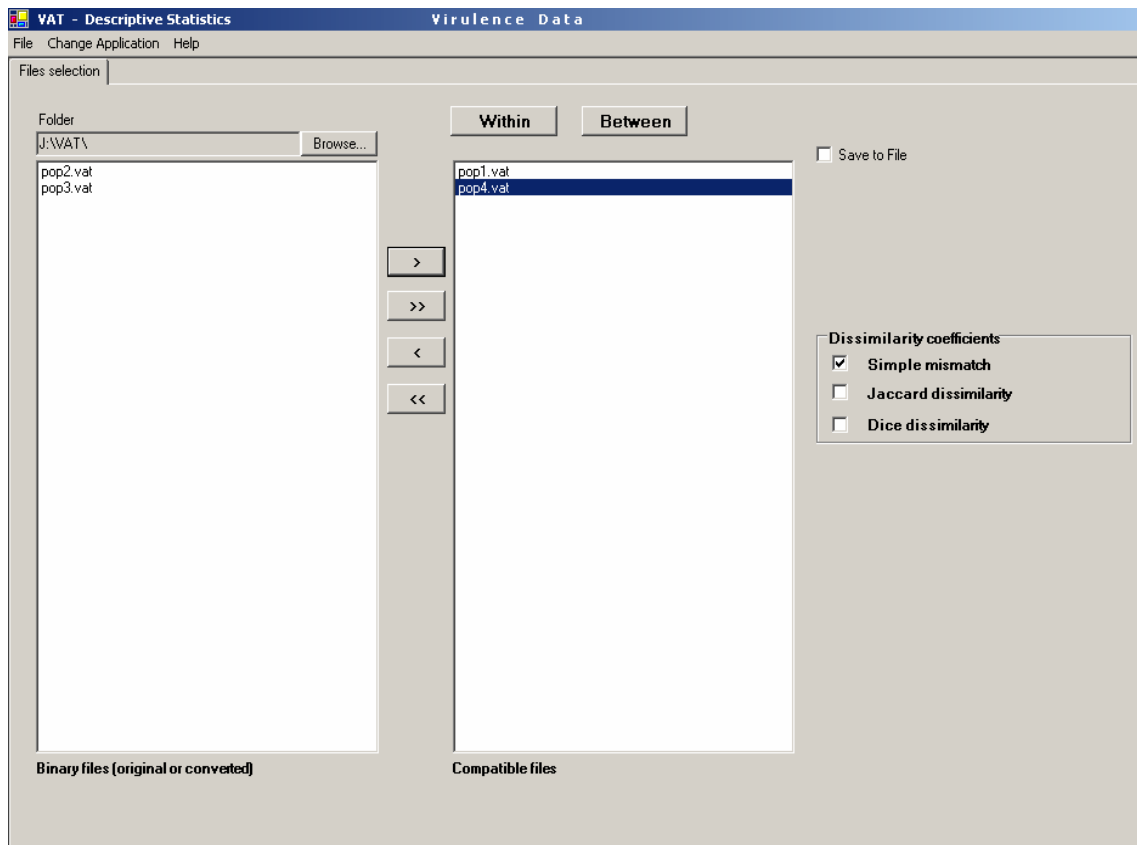 VAT - Descriptive Statistics Virulence Data
File Change Application Help
Files selection
Folder
J:\VAT\ Browse...
pop2.vat
pop3.vat
>
>>
<
<<
Within Between
pop1.vat
pop4.vat
Save to File
Dissimilarity coefficients
Simple mismatch
Jaccard dissimilarity
Dice dissimilarity
Binary files (original or converted)
Compatible files